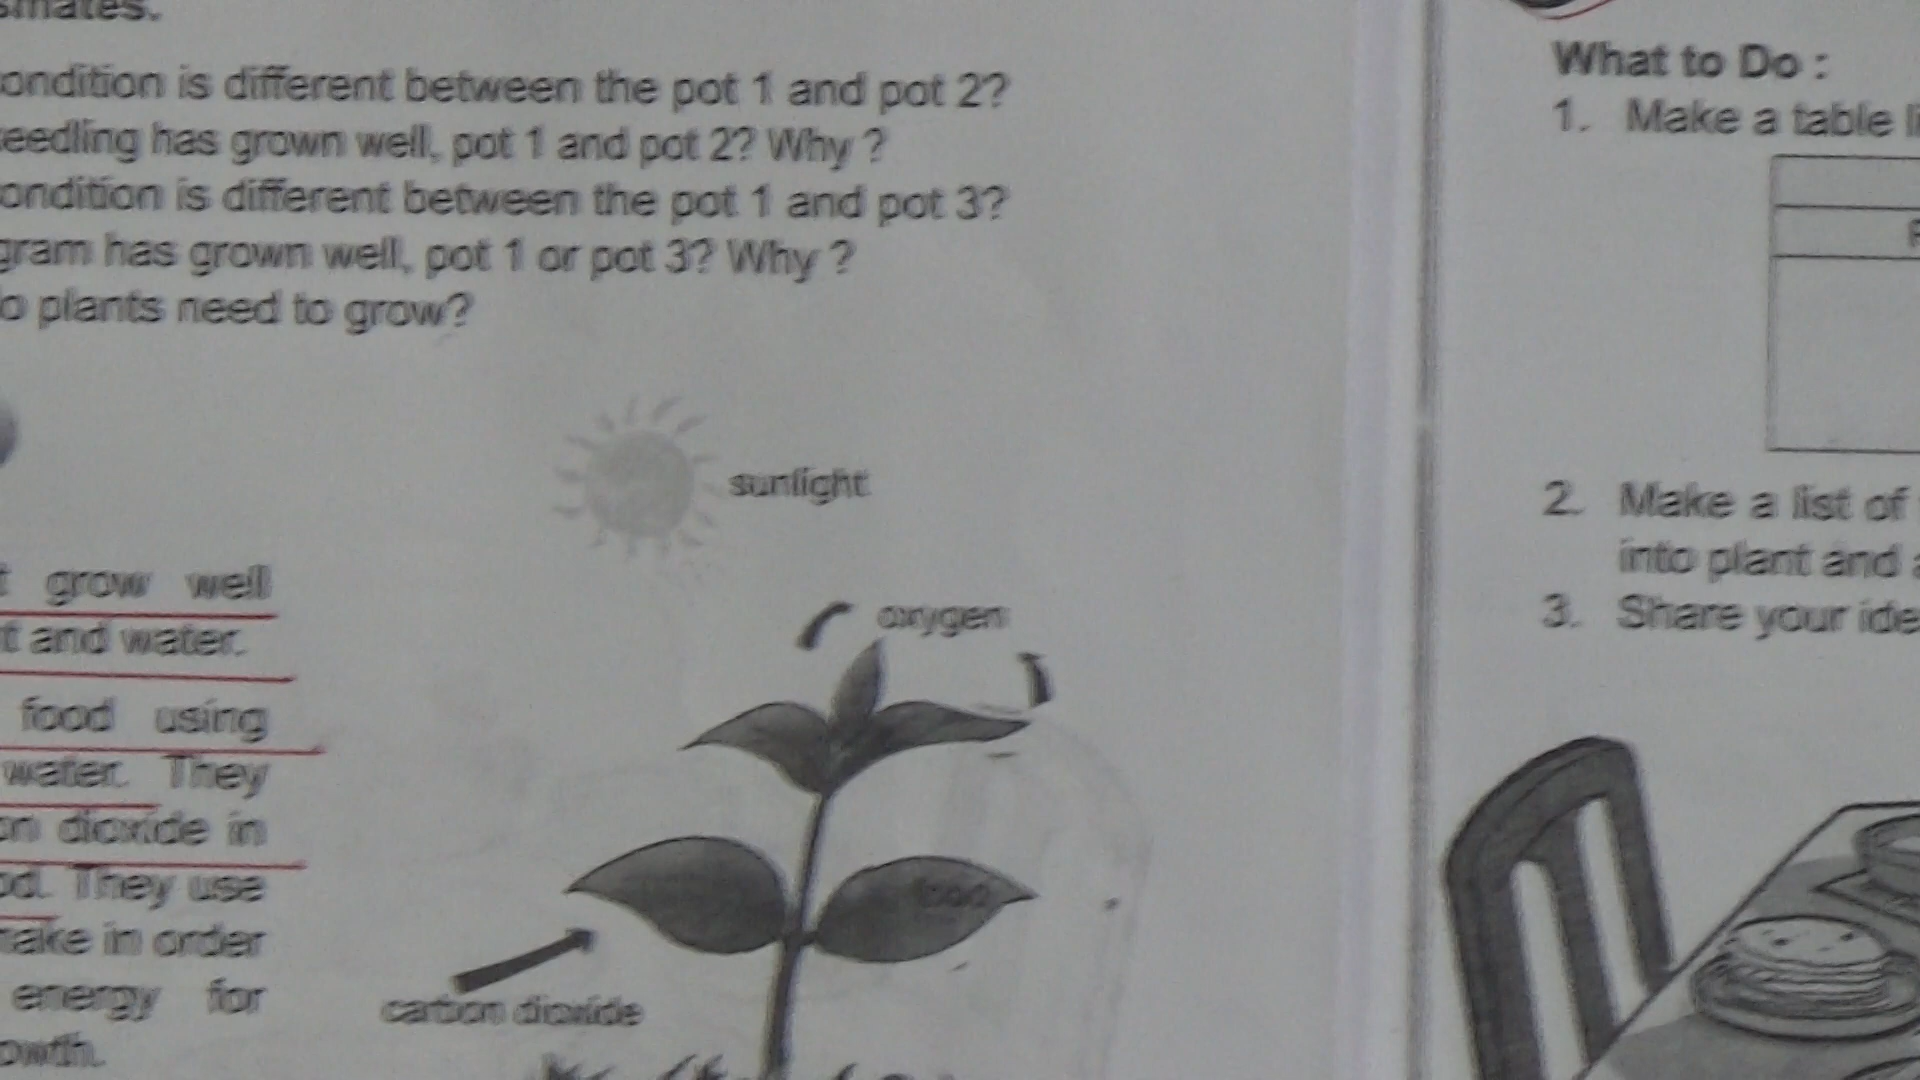 smates.
ondition is different between the pot 1 and pot 2?
eedling has grown well, pot 1 and pot 2? Why ?
ondition is different between the pot 1 and pot 3?
gram has grown well, pot 1 or pot 3? Why ?
o plants need to grow?
sunlight
oxygen
food
carbon dioxide
t grow well
t and water.
food using
water. They
on dioxide in
od. They use
make in order
energy for
owth.
What to Do :
1. Make a table li
2. Make a list of
into plant and a
3. Share your ide